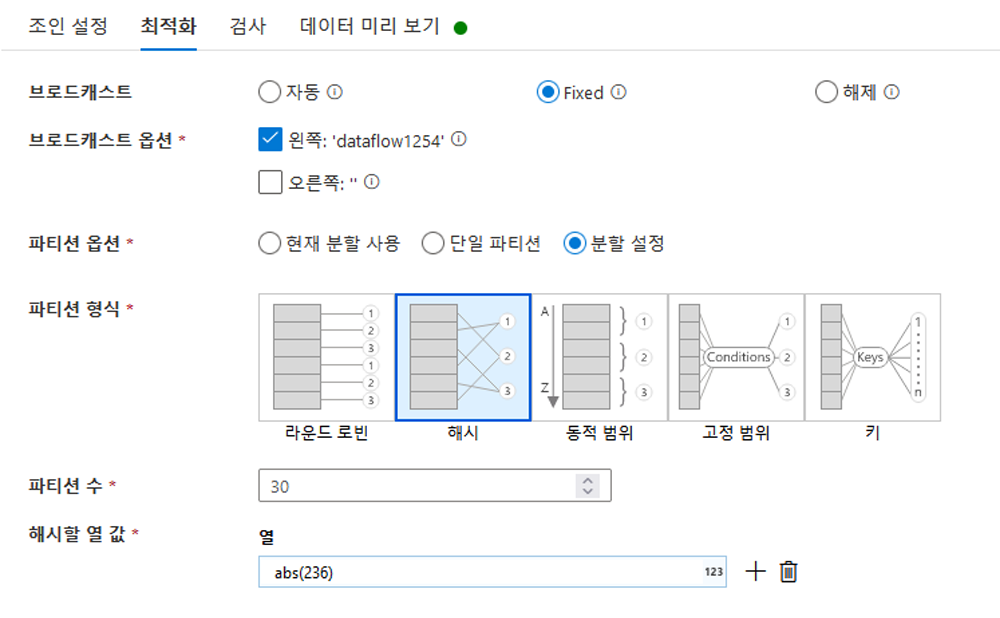 조인 설정 최적화 검사 데이터 미리 보기
브로드캐스트 자동 Fixed 해제
브로드캐스트 옵션 * 왼쪽: 'dataflow1254'
오른쪽: ''
파티션 옵션 * 현재 분할 사용 단일 파티션 분할 설정
파티션 형식 *
1 2 3 1 2 3
1 2 3
A Z 1 2 3
Conditions 1 2 3
Keys 1 n
라운드 로빈 해시 동적 범위 고정 범위 키
파티션 수 * 30
해시할 열 값 * 열
abs(236) 123